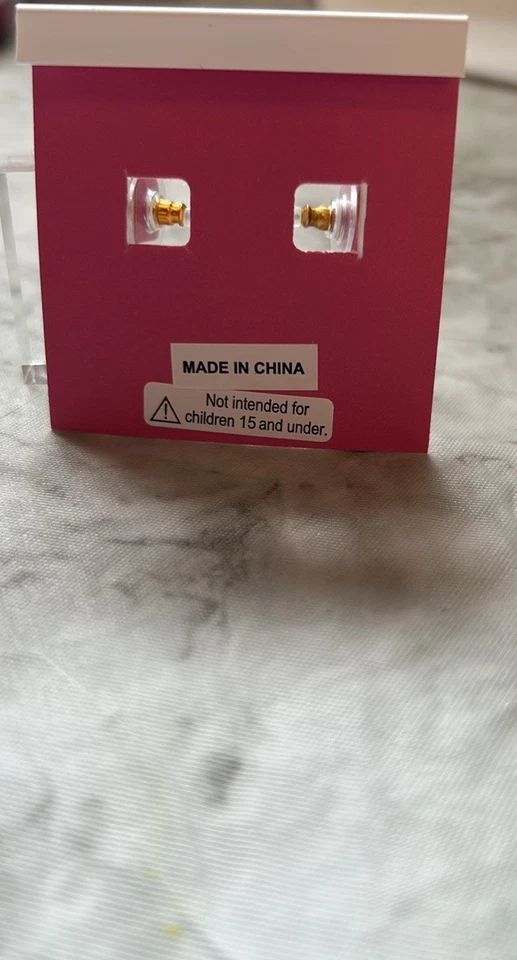 MADE IN CHINA
Not intended for
children 15 and under.